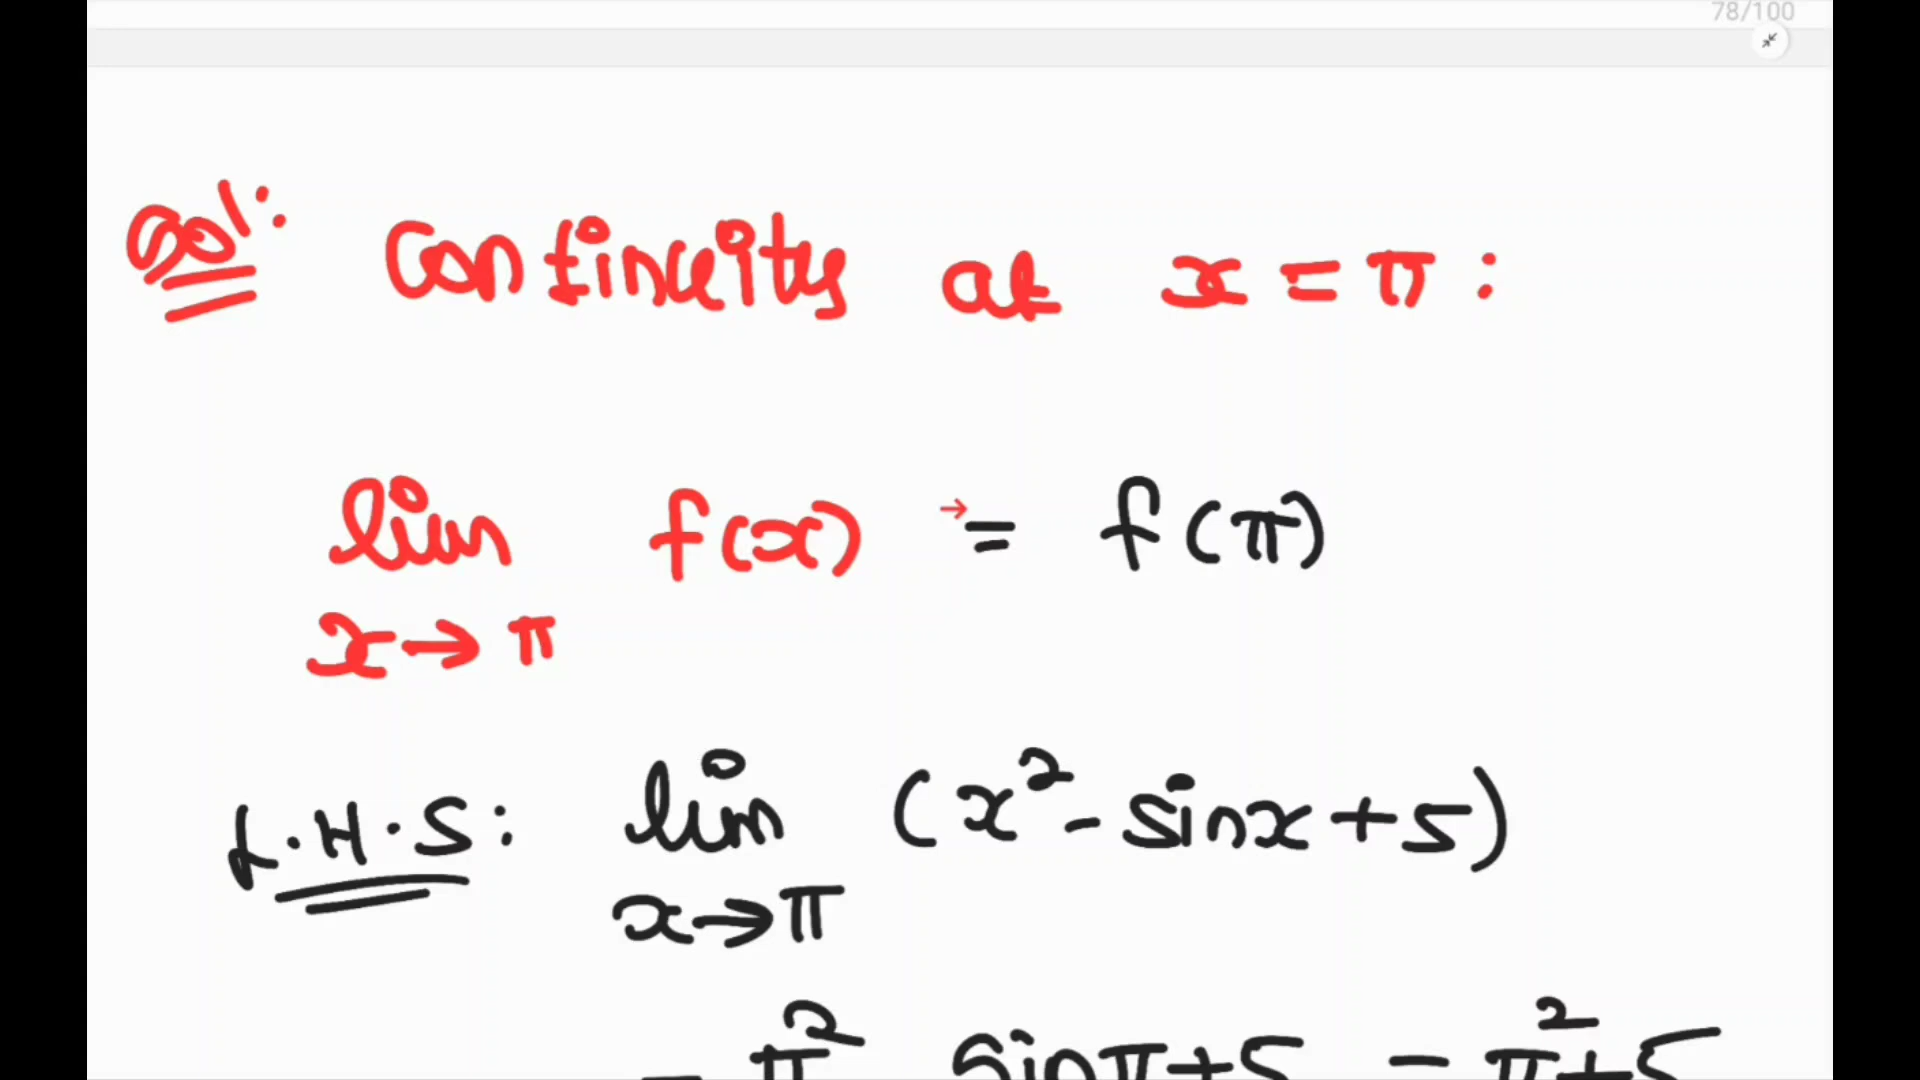 78/100
Sol: Continuity at x = π :
lim f(x) = f(π)
x→π
L.H.S: lim (x² - sinx + 5)
x→π
= π² - sinπ + 5 = π² + 5